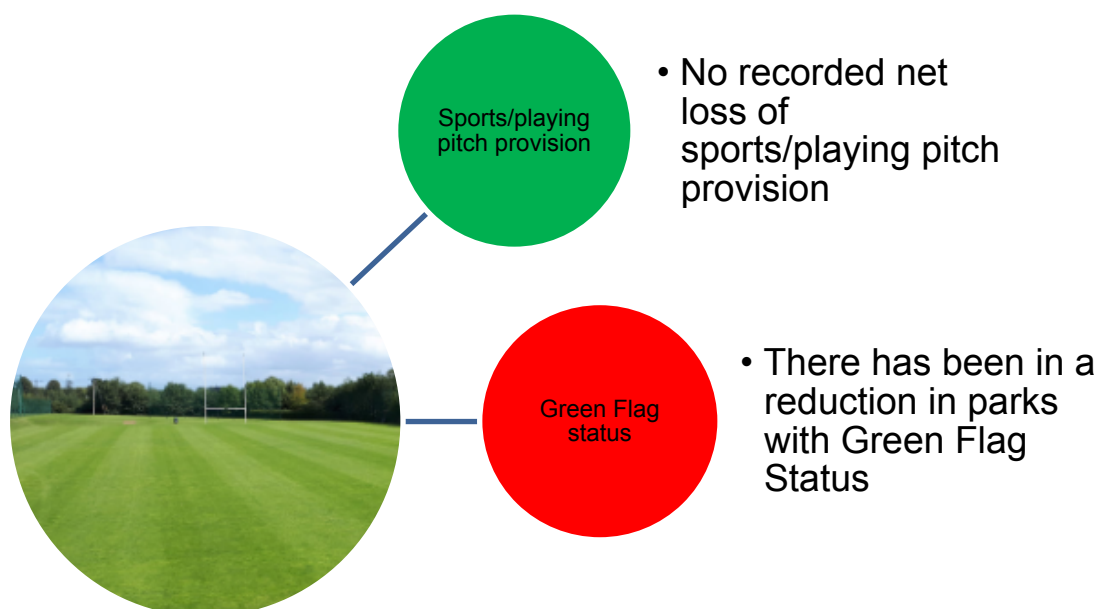 Sports/playing
pitch provision
• No recorded net
loss of
sports/playing pitch
provision
Green Flag
status
• There has been in a
reduction in parks
with Green Flag
Status